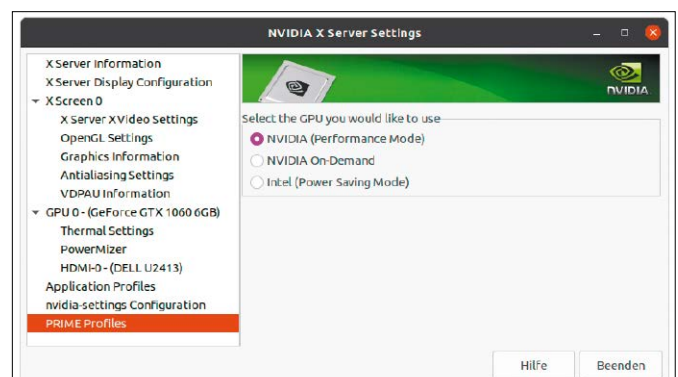 NVIDIA X Server Settings
X Server Information
X Server Display Configuration
X Screen 0
X Server XVideo Settings
OpenGL Settings
Graphics Information
Antialiasing Settings
VDPAU Information
GPU 0 - (GeForce GTX 1060 6GB)
Thermal Settings
PowerMizer
HDMI-0 - (DELL U2413)
Application Profiles
nvidia-settings Configuration
PRIME Profiles
NVIDIA
Select the GPU you would like to use
NVIDIA (Performance Mode)
NVIDIA On-Demand
Intel (Power Saving Mode)
Hilfe
Beenden